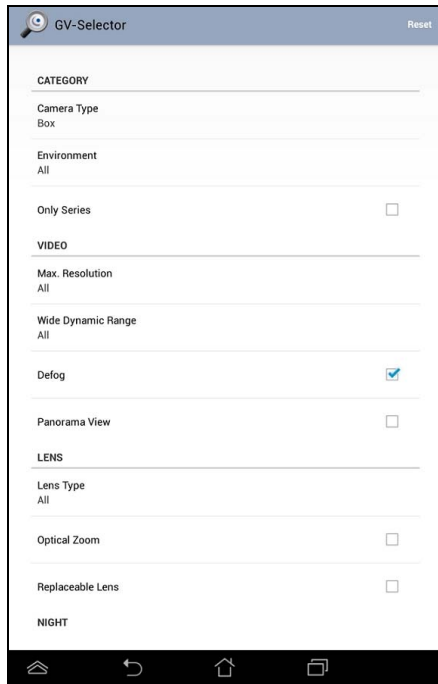 GV-Selector
Reset
CATEGORY
Camera Type
Box
Environment
All
Only Series
VIDEO
Max. Resolution
All
Wide Dynamic Range
All
Defog
Panorama View
LENS
Lens Type
All
Optical Zoom
Replaceable Lens
NIGHT